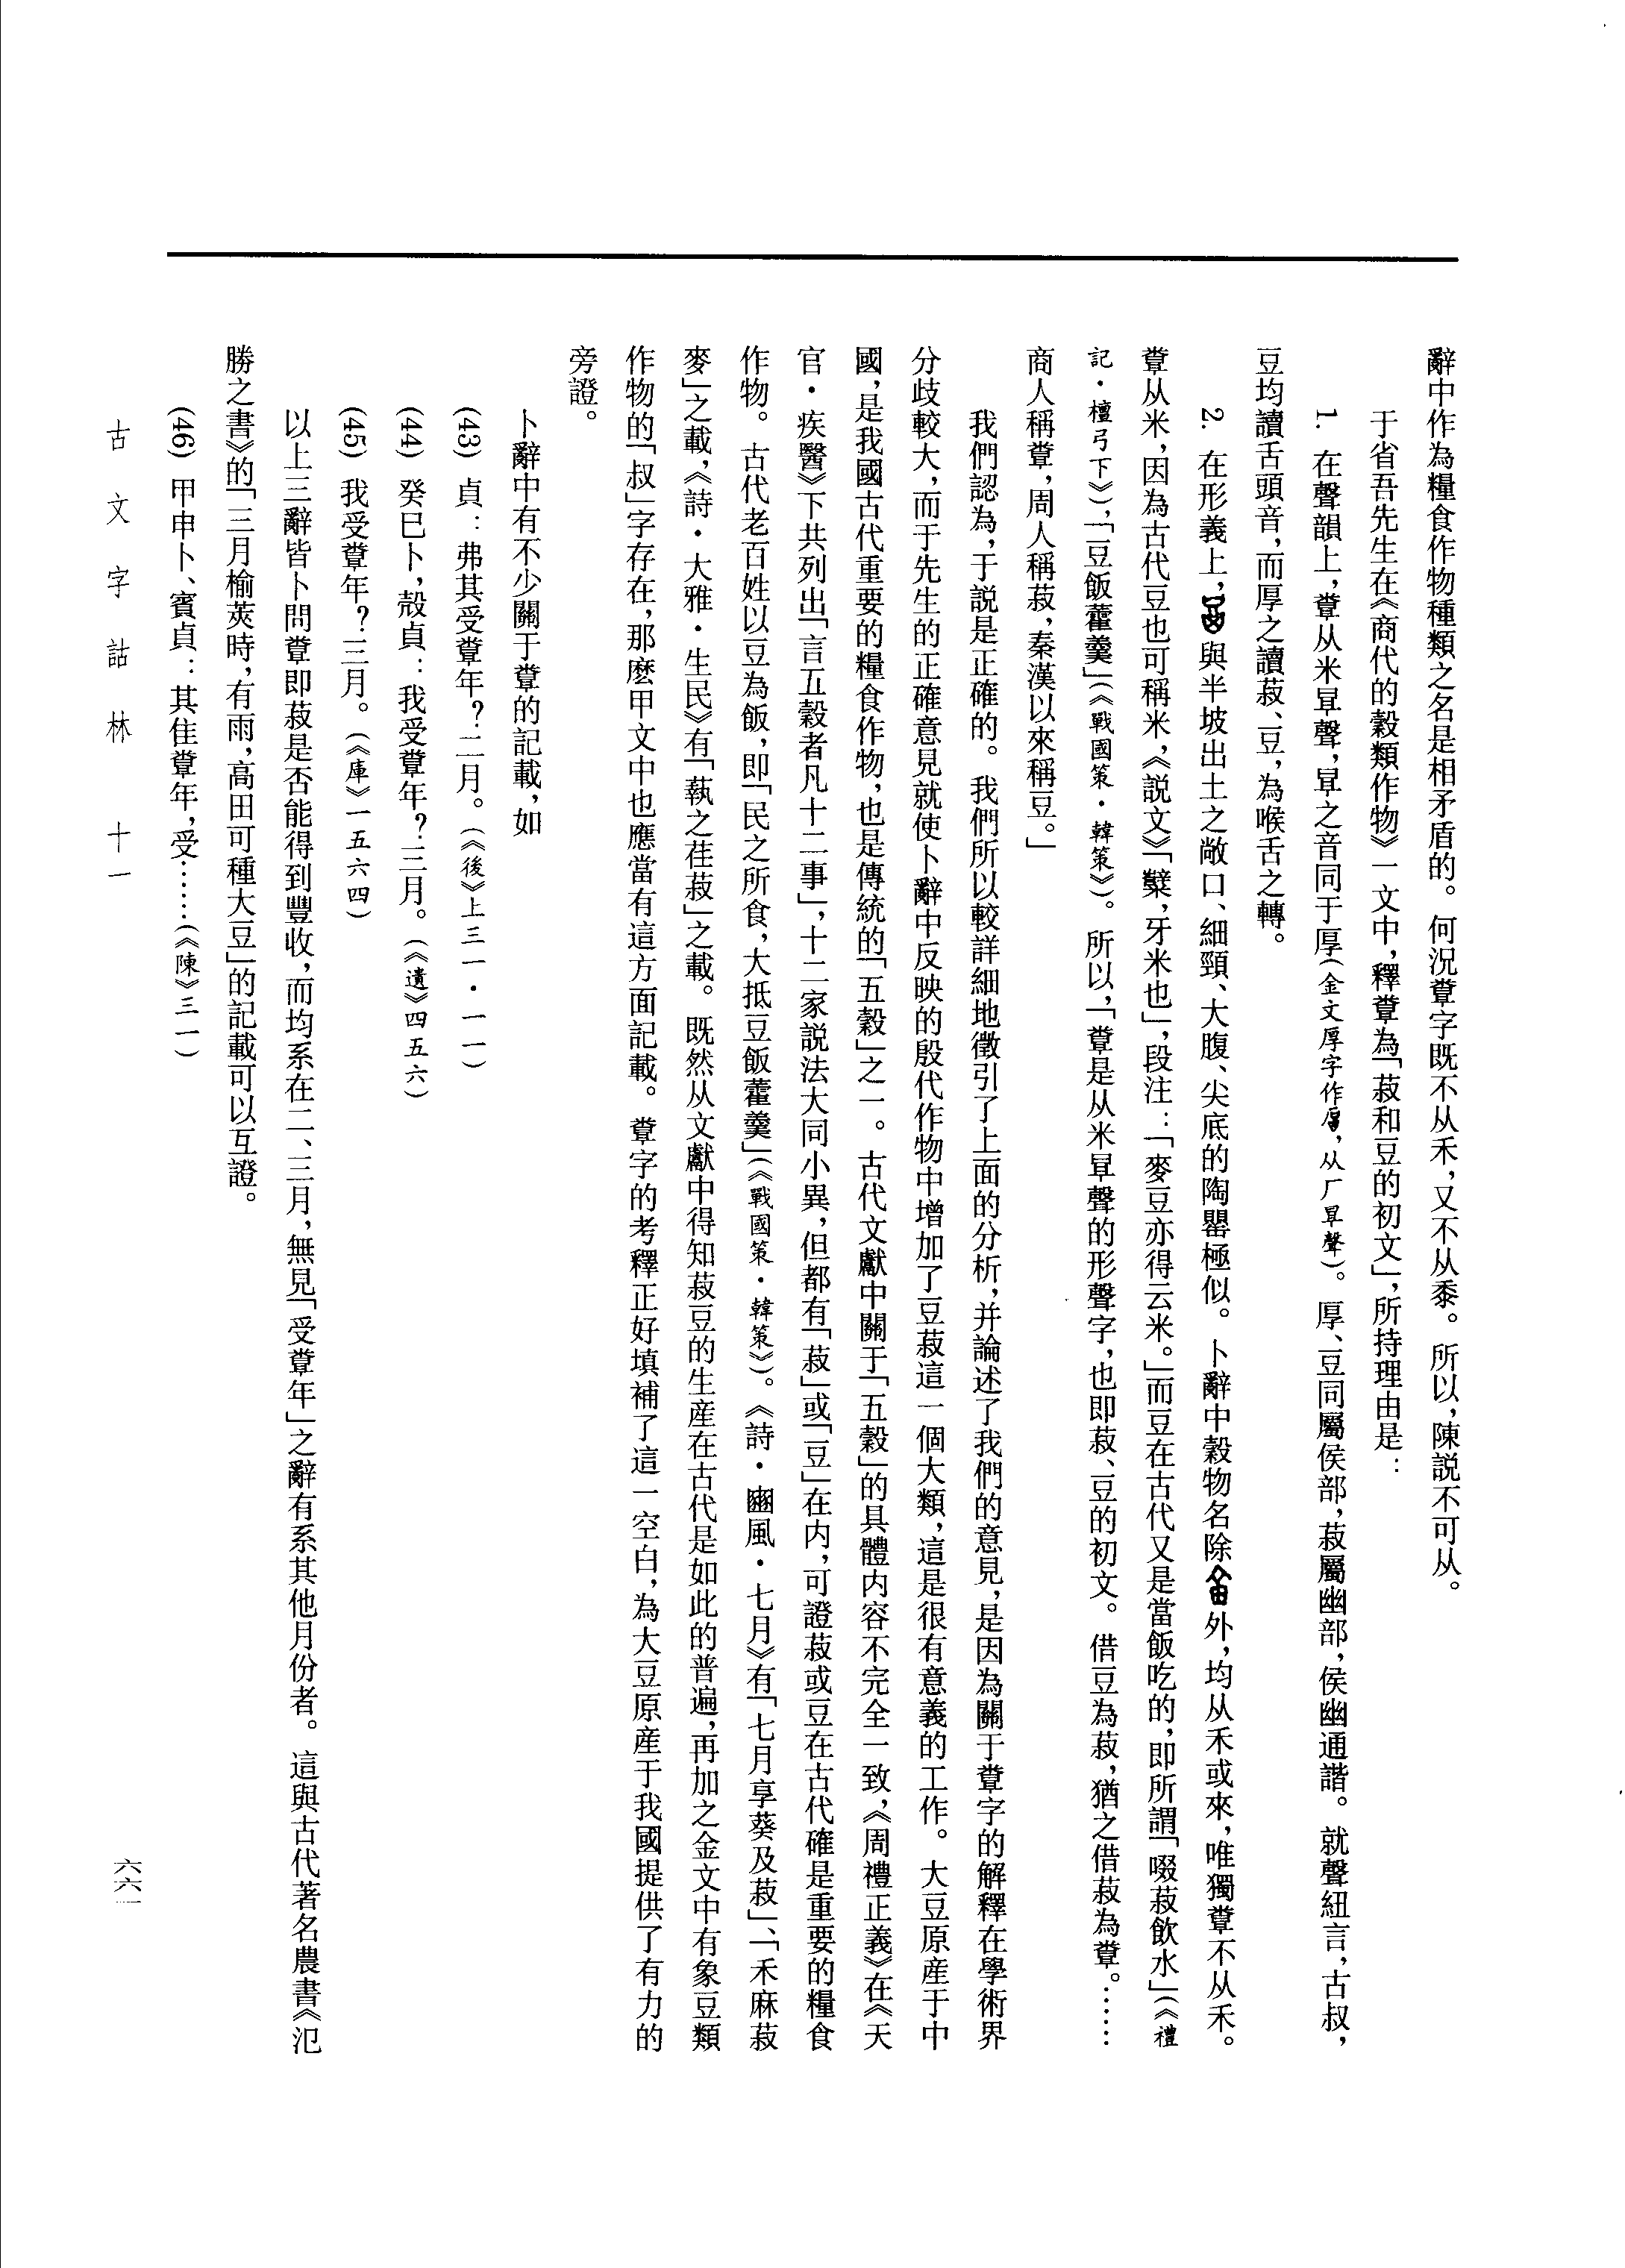 辭中作為糧食作物種類之名是相矛盾的。何況字既不从禾，又不从黍。所以，陳説不可从。
于省吾先生在《商代的穀類作物》一文中，釋為「菽和豆的初文」，所持理由是：
1. 在聲韻上，从米㫗聲，㫗之音同于厚(金文厚字作，从厂㫗聲)。厚、豆同屬侯部，菽屬幽部，侯幽通諧。就聲紐言，古叔，
豆均讀舌頭音，而厚之讀菽、豆，為喉舌之轉。
2. 在形義上，與半坡出土之敞口、細頸、大腹、尖底的陶罌極似。卜辭中穀物名除外，均从禾或來，唯獨不从禾。
从米，因為古代豆也可稱米，《説文》「糱，牙米也」，段注：「麥豆亦得云米。」而豆在古代又是當飯吃的，即所謂「啜菽飲水」(《禮
記·檀弓下》)，「豆飯藿羹」(《戰國策·韓策》)。所以，「是从米㫗聲的形聲字，也即菽、豆的初文。借豆為菽，猶之借菽為。……
商人稱，周人稱菽，秦漢以來稱豆。」
我們認為，于説是正確的。我們所以較詳細地徵引了上面的分析，并論述了我們的意見，是因為關于字的解釋在學術界
分歧較大，而于先生的正確意見就使卜辭中反映的殷代作物中增加了豆菽這一個大類，這是很有意義的工作。大豆原産于中
國，是我國古代重要的糧食作物，也是傳統的「五穀」之一。古代文獻中關于「五穀」的具體内容不完全一致，《周禮正義》在《天
官·疾醫》下共列出「言五穀者凡十二事」，十二家説法大同小異，但都有「菽」或「豆」在内，可證菽或豆在古代確是重要的糧食
作物。古代老百姓以豆為飯，即「民之所食，大抵豆飯藿羹」(《戰國策·韓策》)。《詩·豳風·七月》有「七月享葵及菽」、「禾麻菽
麥」之載，《詩·大雅·生民》有「蓺之荏菽」之載。既然从文獻中得知菽豆的生産在古代是如此的普遍，再加之金文中有象豆類
作物的「叔」字存在，那麽甲文中也應當有這方面記載。字的考釋正好填補了這一空白，為大豆原産于我國提供了有力的
旁證。
卜辭中有不少關于的記載，如
(43) 貞：弗其受年？二月。(《後》上三一·一一)
(44) 癸巳卜，㱿貞：我受年？三月。(《遺》四五六)
(45) 我受年？三月。(《庫》一五六四)
以上三辭皆卜問即菽是否能得到豐收，而均系在二、三月，無見「受年」之辭有系其他月份者。這與古代著名農書《氾
勝之書》的「三月榆莢時，有雨，高田可種大豆」的記載可以互證。
(46) 甲申卜、賓貞：其隹年，受……(《陳》三一)
古文字詁林 十一
六六一